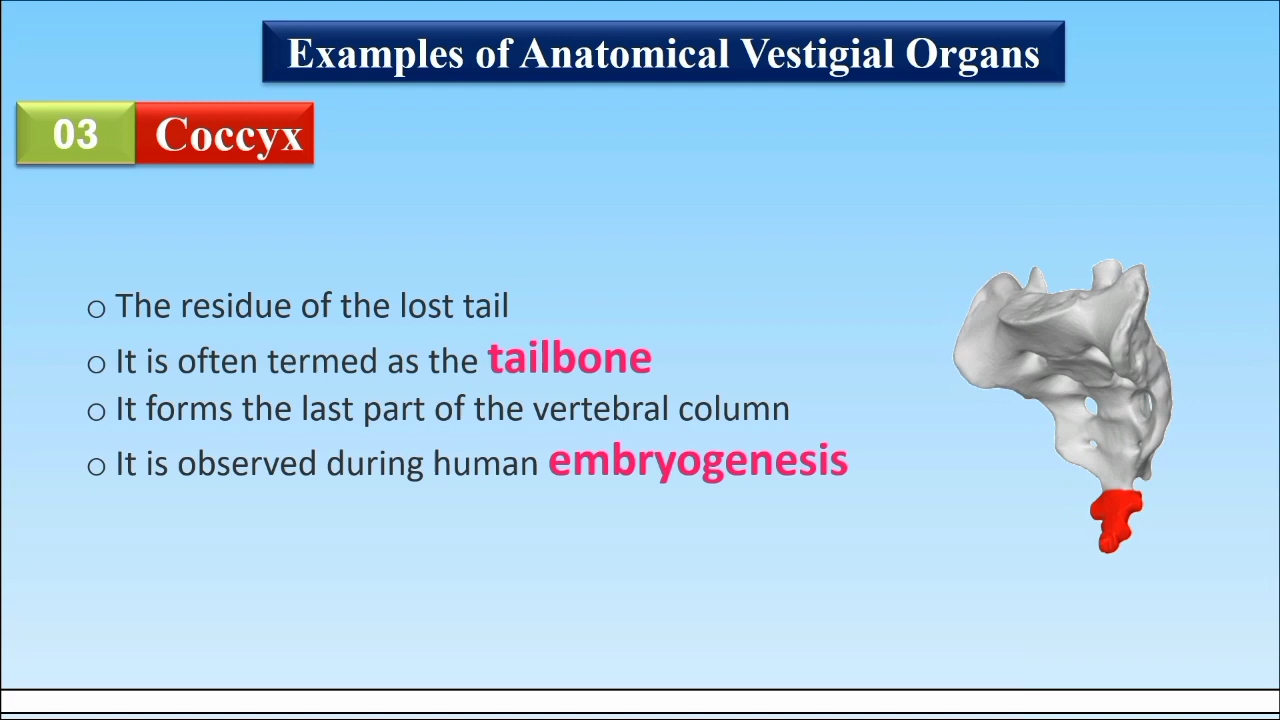 Examples of Anatomical Vestigial Organs
03 Coccyx
o The residue of the lost tail
o It is often termed as the tailbone
o It forms the last part of the vertebral column
o It is observed during human embryogenesis